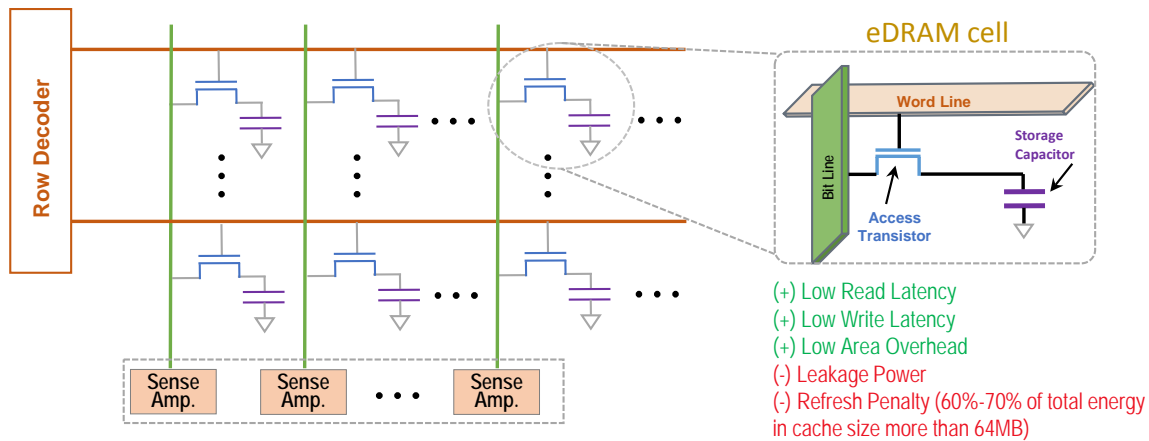 Row Decoder
Sense
Amp.
Sense
Amp.
Sense
Amp.
eDRAM cell
Word Line
Bit Line
Storage
Capacitor
Access
Transistor
(+) Low Read Latency
(+) Low Write Latency
(+) Low Area Overhead
(-) Leakage Power
(-) Refresh Penalty (60%-70% of total energy
in cache size more than 64MB)